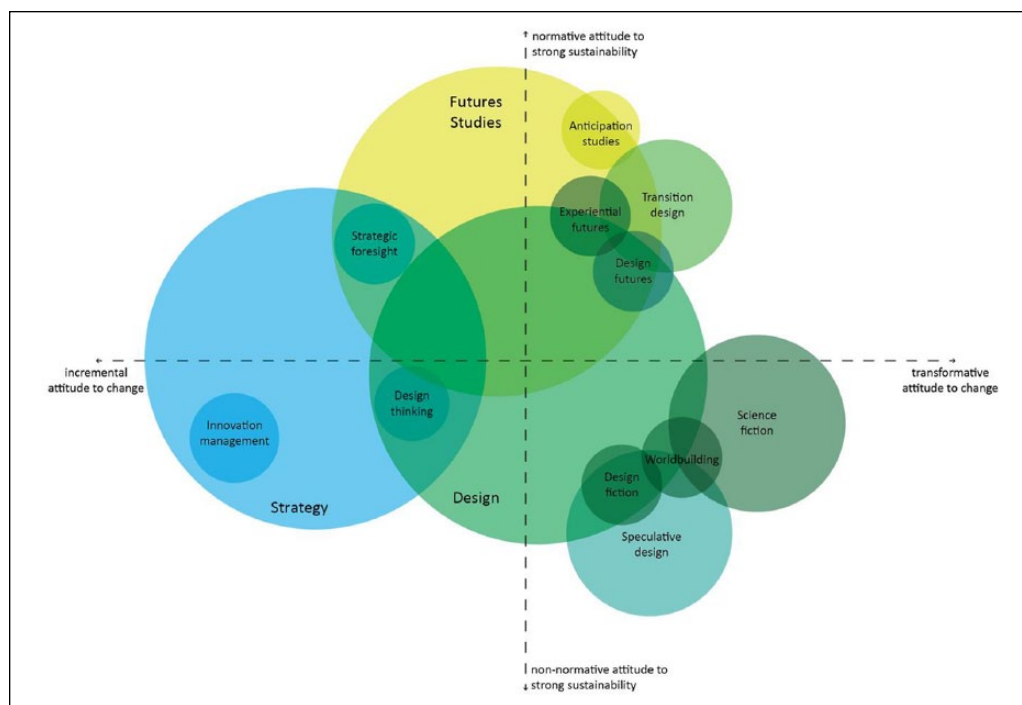 normative attitude to
strong sustainability
Futures
Studies
Anticipation
studies
Transition
design
Experiential
futures
Strategic
foresight
Design
futures
incremental
attitude to change
transformative
attitude to change
Design
thinking
Innovation
management
Science
fiction
Worldbuilding
Design
fiction
Strategy
Design
Speculative
design
non-normative attitude to
strong sustainability